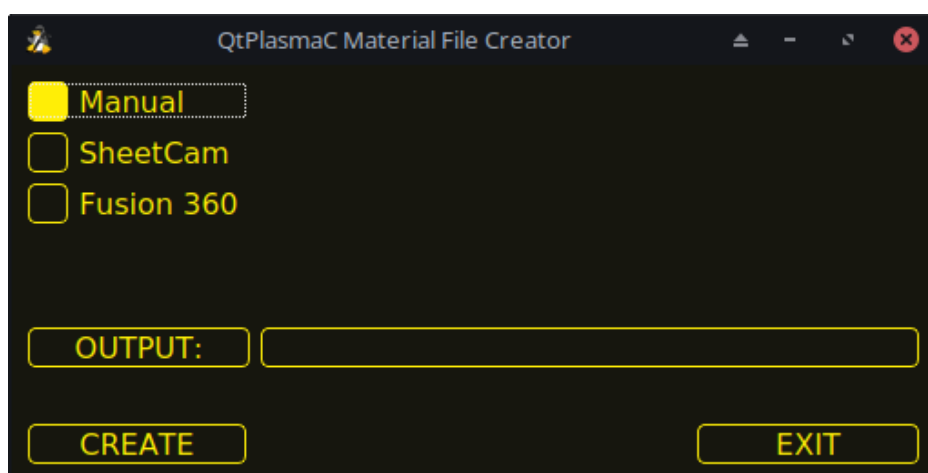 QtPlasmaC Material File Creator
Manual
SheetCam
Fusion 360
OUTPUT:
CREATE EXIT